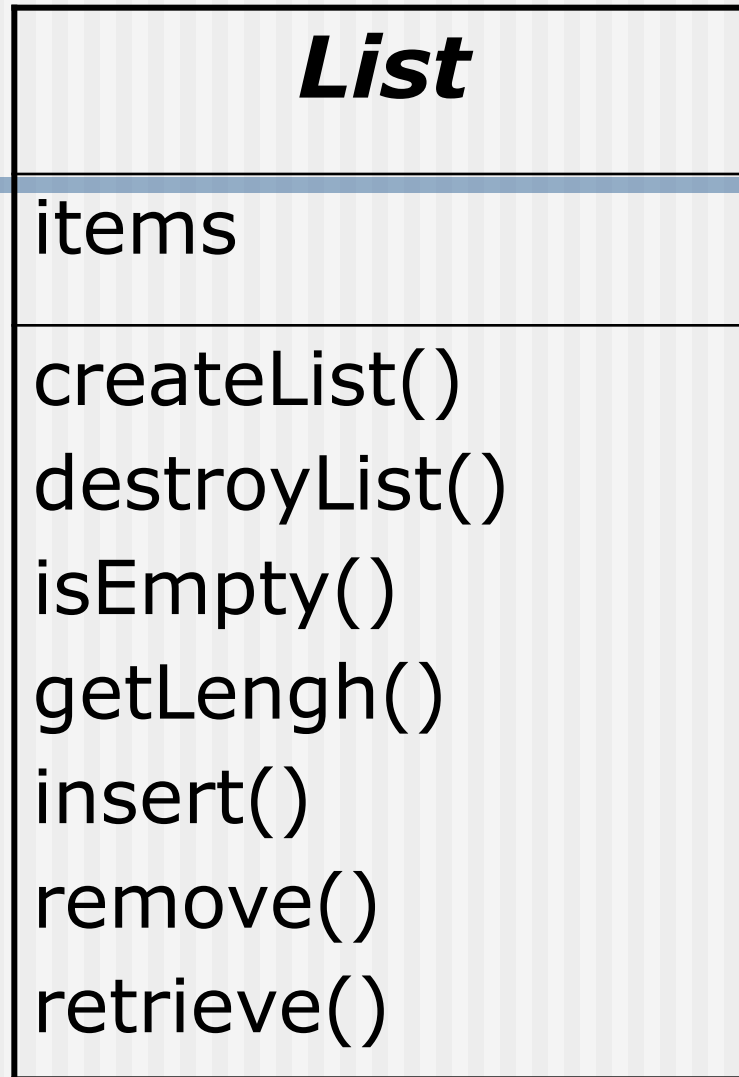 List
items
createList()
destroyList()
isEmpty()
getLengh()
insert()
remove()
retrieve()